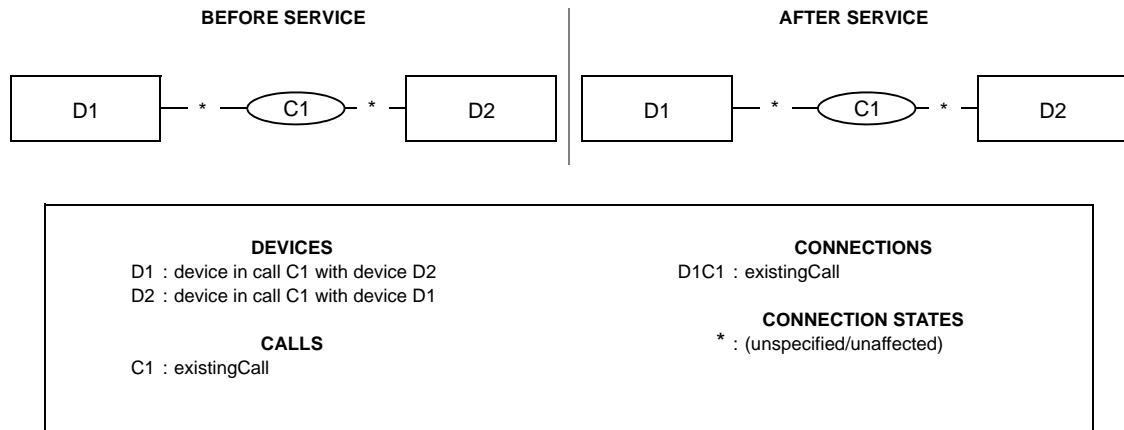 BEFORE SERVICE
AFTER SERVICE
D1 * C1 * D2
D1 * C1 * D2
DEVICES
D1 : device in call C1 with device D2
D2 : device in call C1 with device D1
CALLS
C1 : existingCall
CONNECTIONS
D1C1 : existingCall
CONNECTION STATES
* : (unspecified/unaffected)